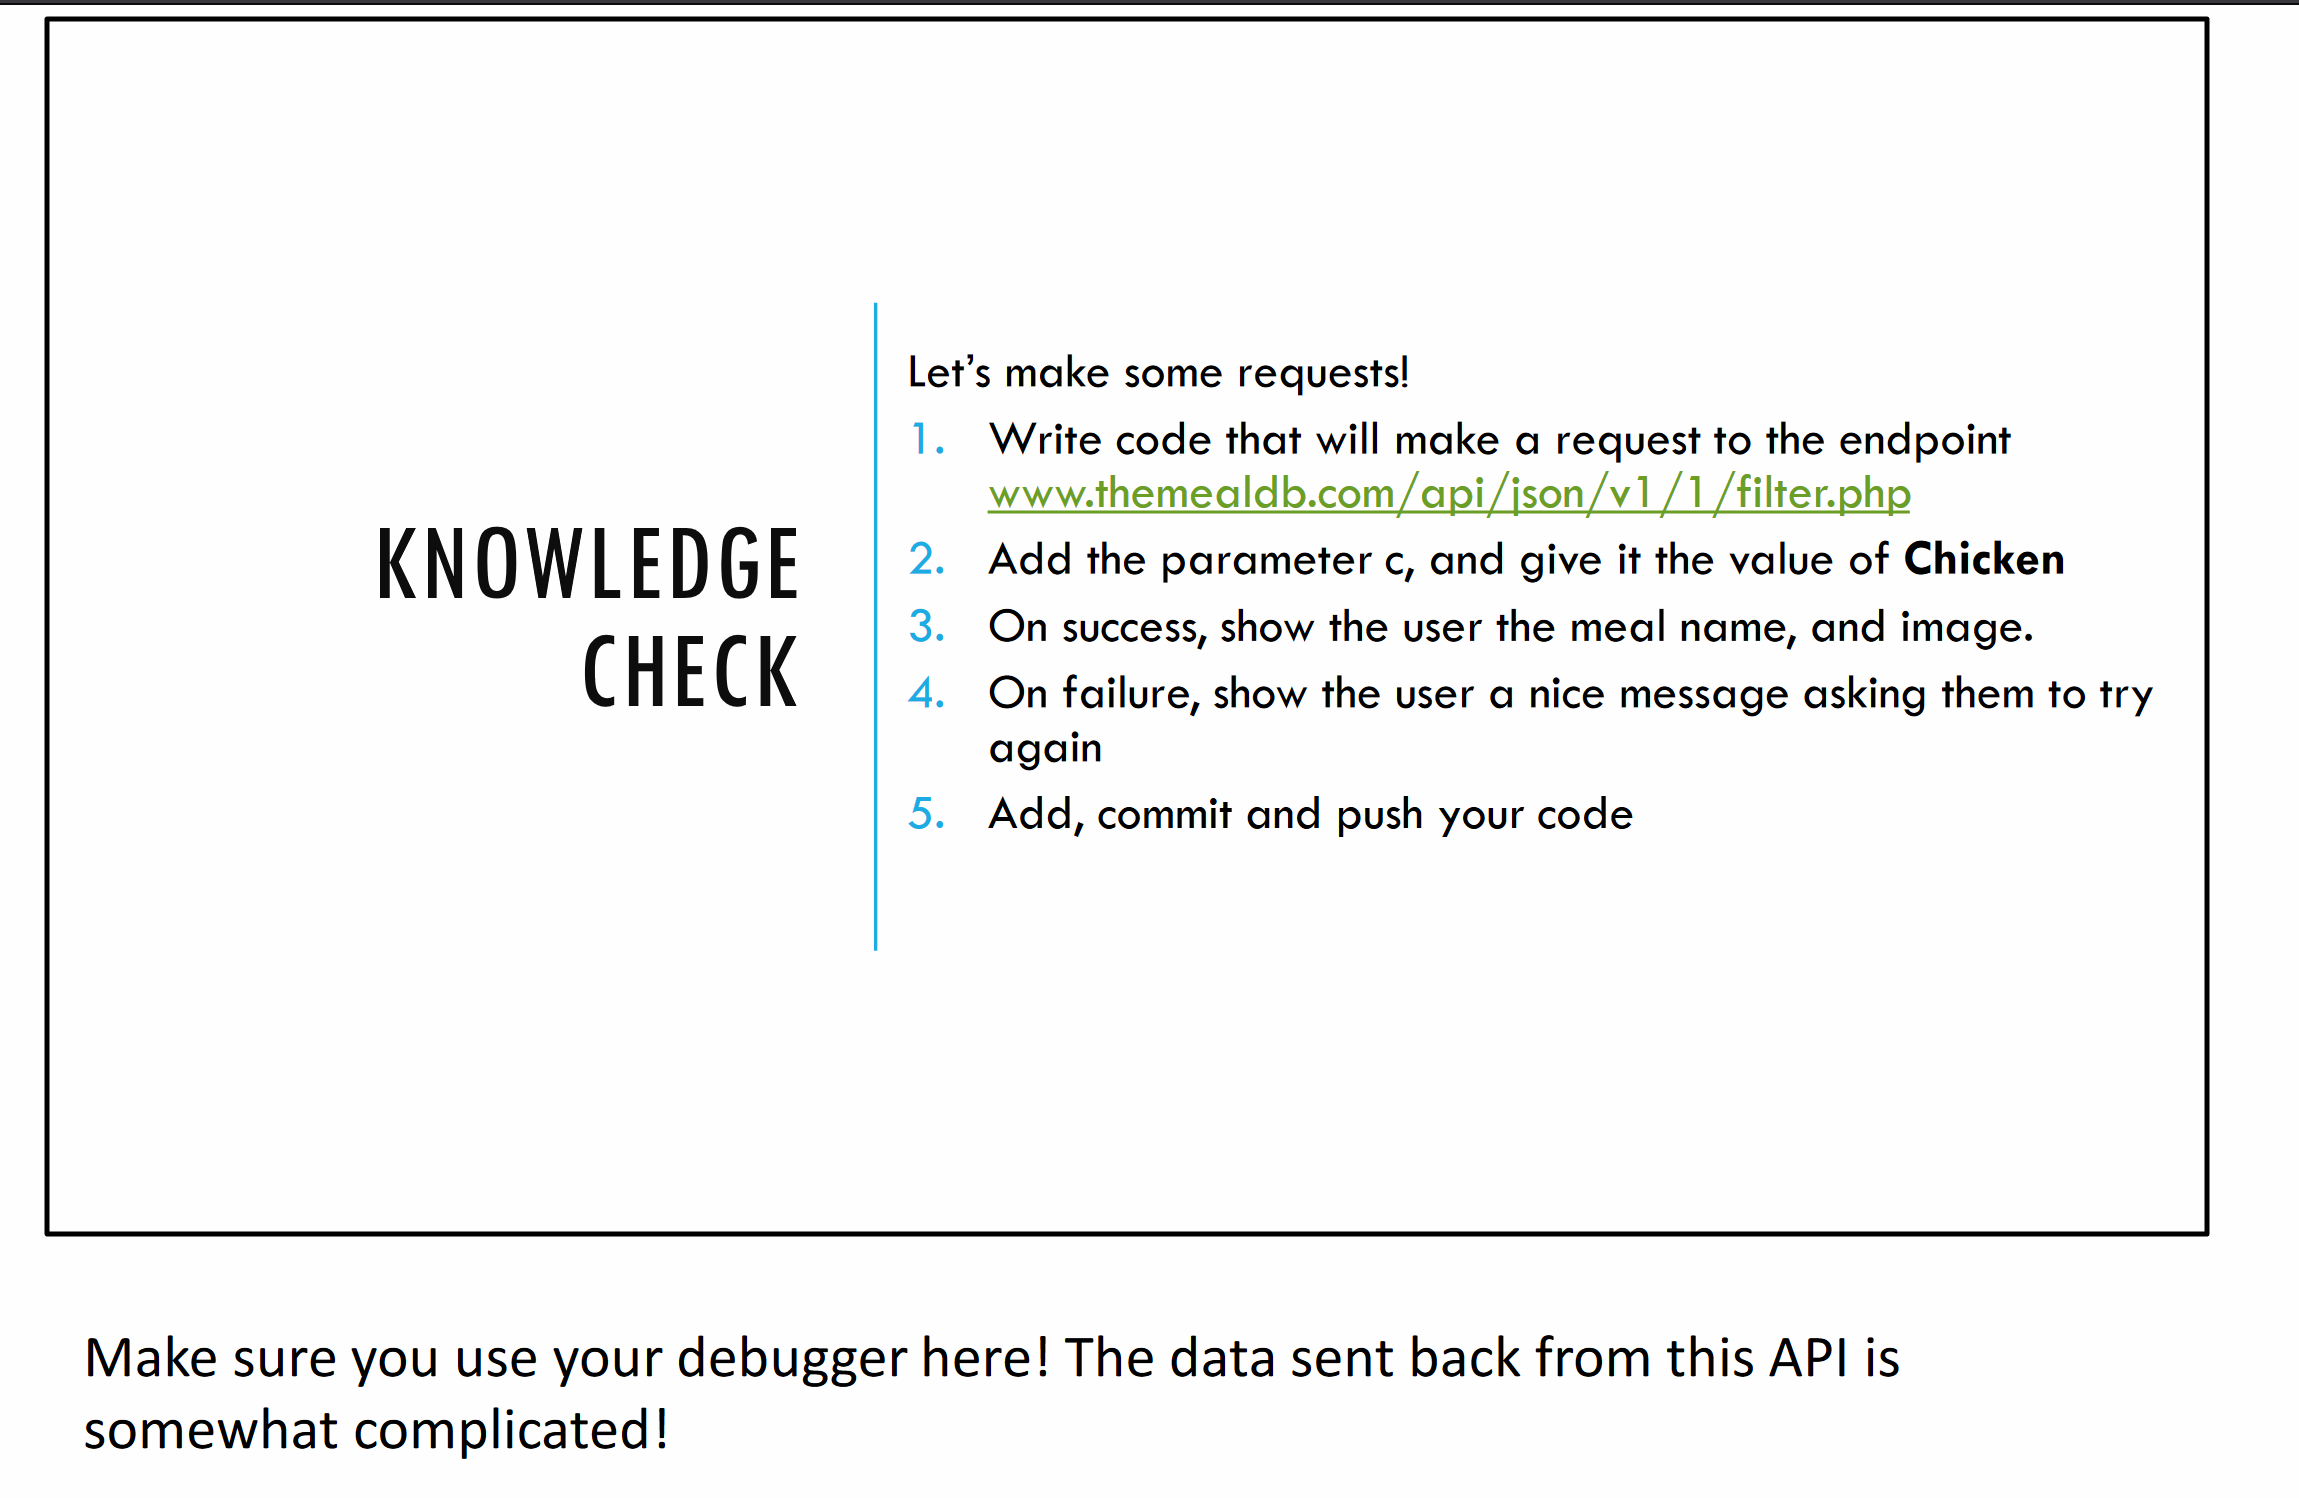 KNOWLEDGE
CHECK
Let’s make some requests!
1. Write code that will make a request to the endpoint
www.themealdb.com/api/json/v1/1/filter.php
2. Add the parameter c, and give it the value of Chicken
3. On success, show the user the meal name, and image.
4. On failure, show the user a nice message asking them to try
again
5. Add, commit and push your code
Make sure you use your debugger here! The data sent back from this API is
somewhat complicated!